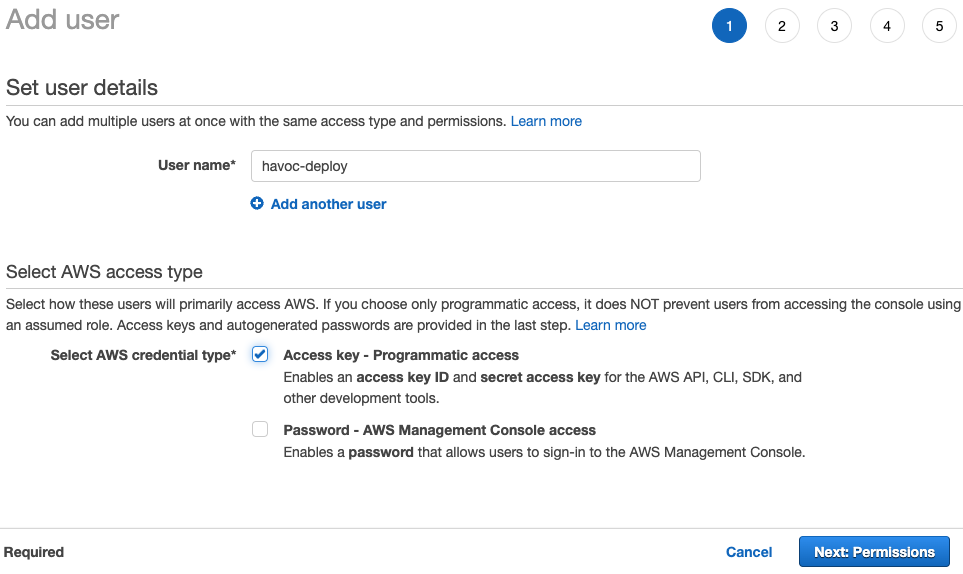 Add user
1 2 3 4 5
Set user details
You can add multiple users at once with the same access type and permissions. Learn more
User name* havoc-deploy
Add another user
Select AWS access type
Select how these users will primarily access AWS. If you choose only programmatic access, it does NOT prevent users from accessing the console using
an assumed role. Access keys and autogenerated passwords are provided in the last step. Learn more
Select AWS credential type* Access key - Programmatic access
Enables an access key ID and secret access key for the AWS API, CLI, SDK, and
other development tools.
Password - AWS Management Console access
Enables a password that allows users to sign-in to the AWS Management Console.
Required Cancel Next: Permissions